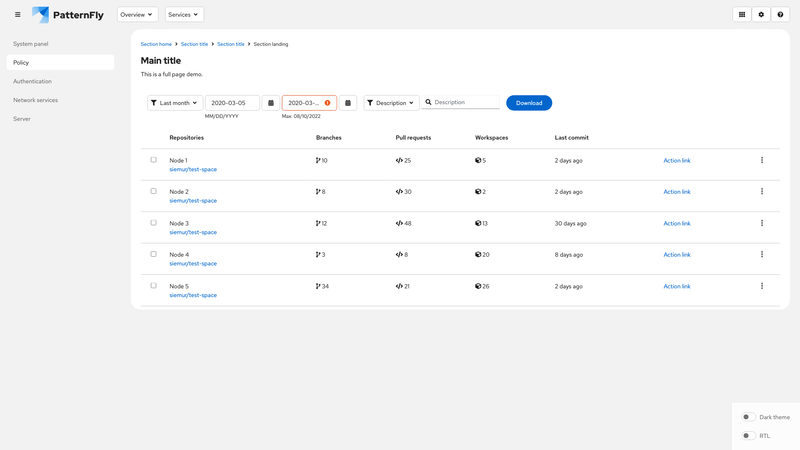 PatternFly Overview Services
System panel
Policy
Authentication
Network services
Server
Section home Section title Section title Section landing
Main title
This is a full page demo.
Last month 2020-03-05 2020-03-... Description Description Download
MM/DD/YYYY Max: 08/10/2022
Repositories Branches Pull requests Workspaces Last commit
Node 1 10 25 5 2 days ago Action link
siemur/test-space
Node 2 8 30 2 2 days ago Action link
siemur/test-space
Node 3 12 48 13 30 days ago Action link
siemur/test-space
Node 4 3 8 20 8 days ago Action link
siemur/test-space
Node 5 34 21 26 2 days ago Action link
siemur/test-space
Dark theme
RTL